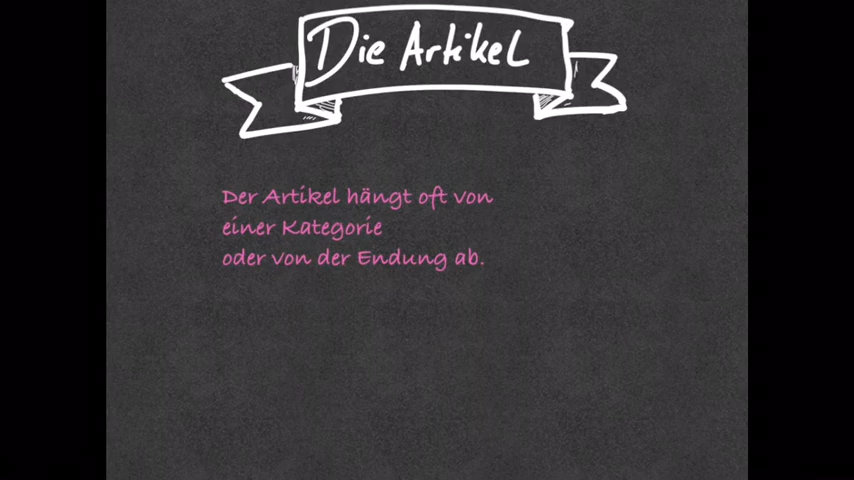 Die Artikel
Der Artikel hängt oft von
einer Kategorie
oder von der Endung ab.